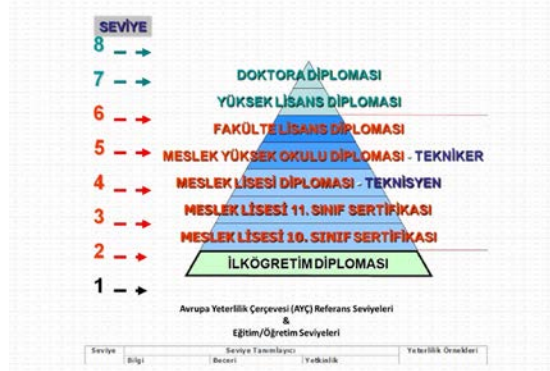 SEVİYE
8
7
6
5
4
3
2
1
DOKTORA DİPLOMASI
YÜKSEK LİSANS DİPLOMASI
FAKÜLTE LİSANS DİPLOMASI
MESLEK YÜKSEK OKULU DİPLOMASI - TEKNİKER
MESLEK LİSESİ DİPLOMASI - TEKNİSYEN
MESLEK LİSESİ 11. SINIF SERTİFİKASI
MESLEK LİSESİ 10. SINIF SERTİFİKASI
İLKÖGRETİM DİPLOMASI
Avrupa Yeterlilik Çerçevesi (AYÇ) Referans Seviyeleri
&
Eğitim/Öğretim Seviyeleri
Seviye Seviye Tanımlayıcı Yeterlilik Örnekleri
Bilgi Beceri Yetkinlik